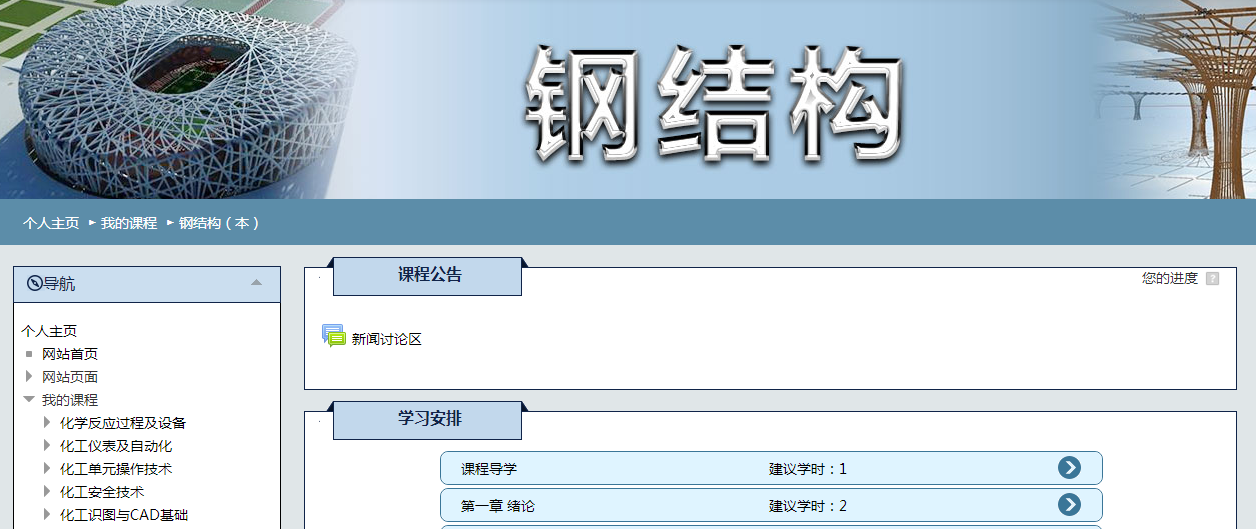 钢结构
个人主页 ► 我的课程 ► 钢结构（本）
导航
个人主页
网站首页
网站页面
我的课程
化学反应过程及设备
化工仪表及自动化
化工单元操作技术
化工安全技术
化工识图与CAD基础
课程公告
您的进度 ?
新闻讨论区
学习安排
课程导学 建议学时：1
第一章 绪论 建议学时：2